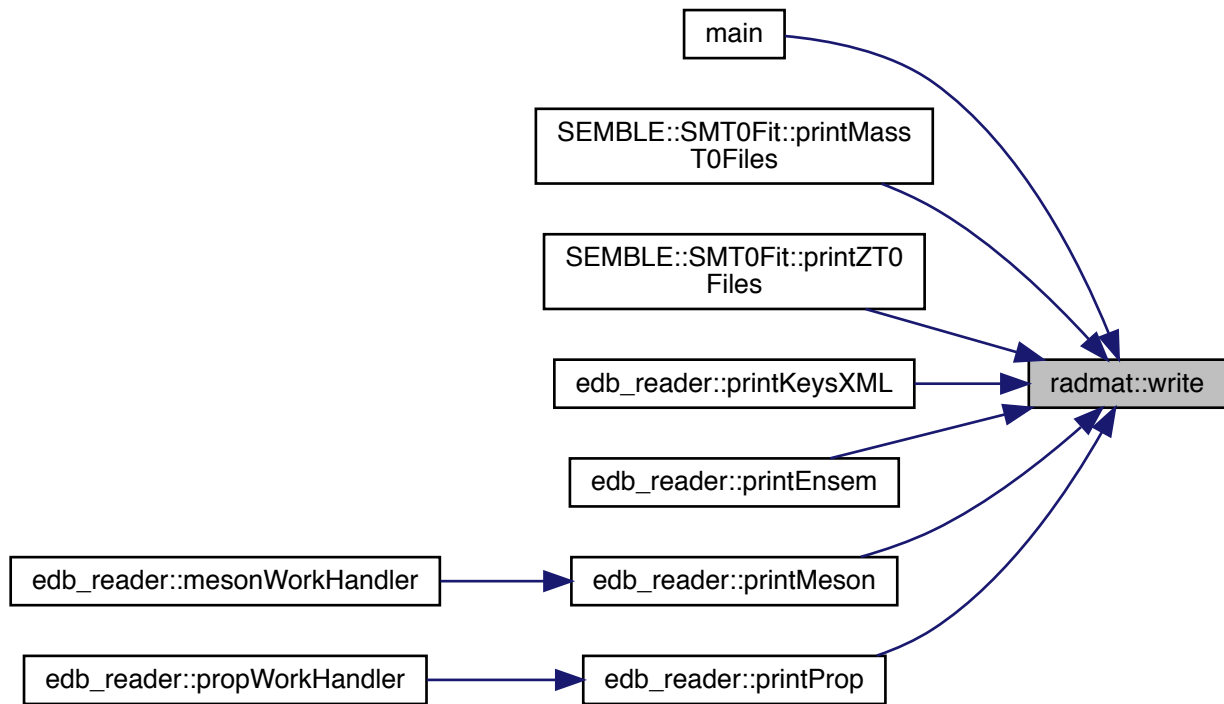 main
SEMBLE::SMT0Fit::printMass
T0Files
SEMBLE::SMT0Fit::printZT0
Files
edb_reader::printKeysXML
radmat::write
edb_reader::printEnsem
edb_reader::mesonWorkHandler
edb_reader::printMeson
edb_reader::propWorkHandler
edb_reader::printProp